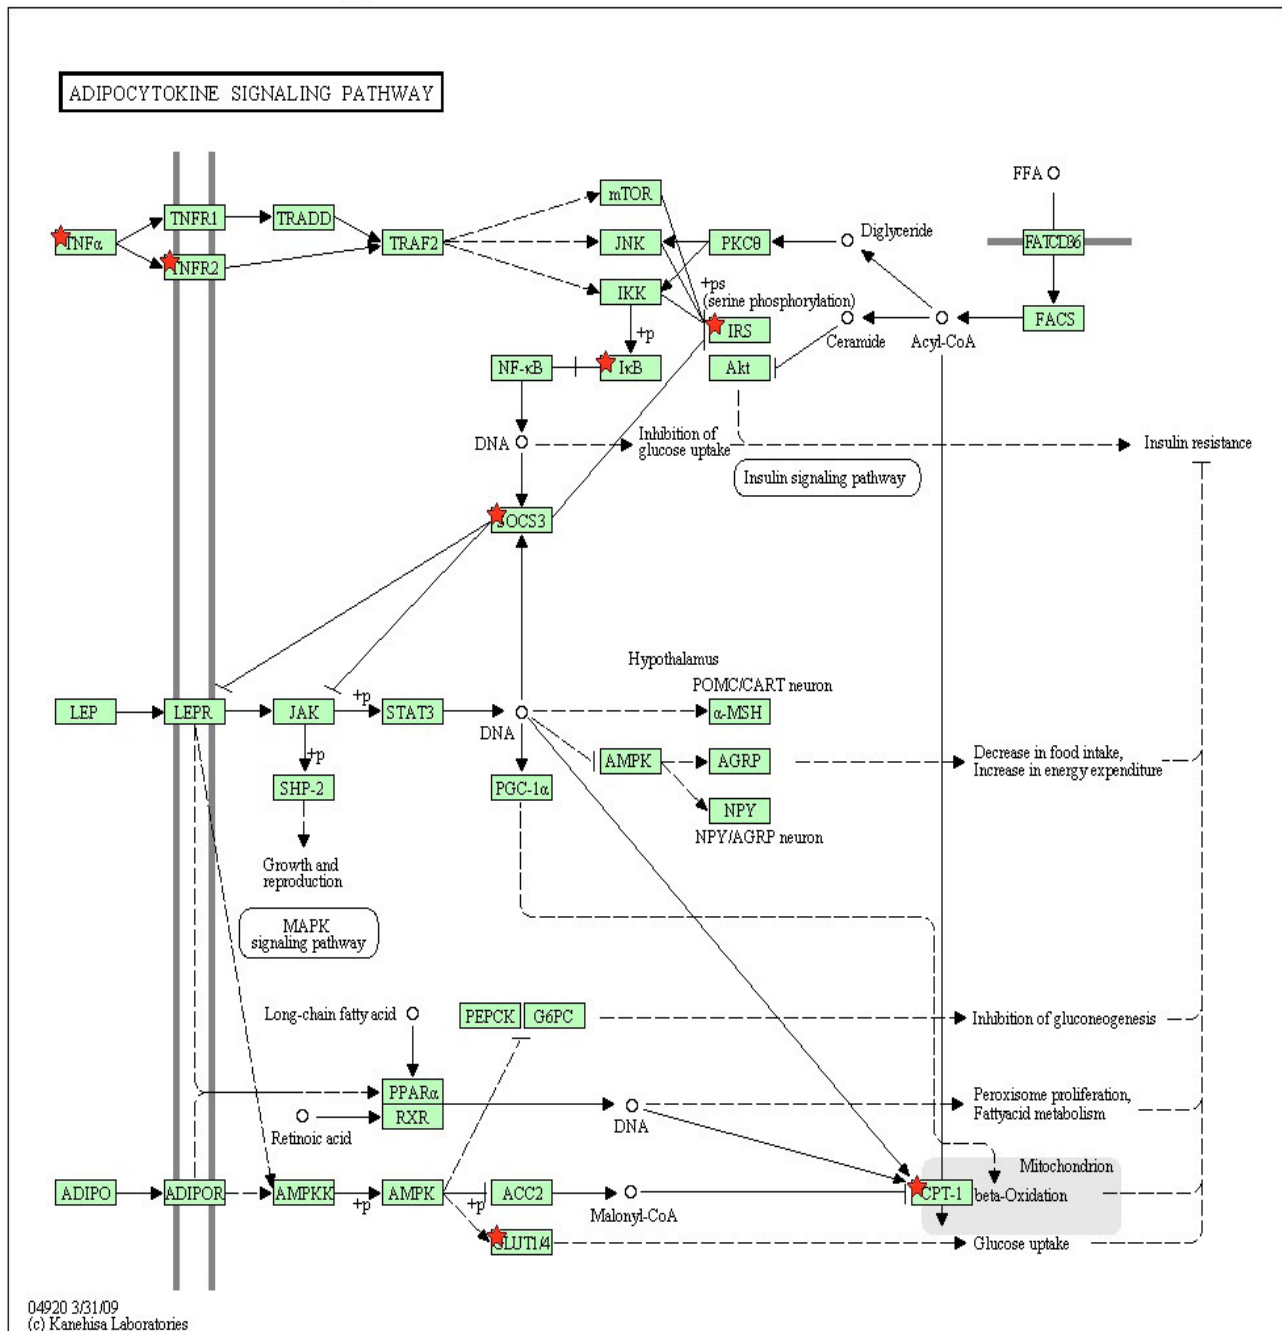 ADIPOCYTOKINE SIGNALING PATHWAY
FFA
mTOR
TNFR1
TRADD
TNFα
TRAF2
JNK
PKCθ
Diglyceride
FATCD36
TNFR2
IKK
+ps
(serine phosphorylation)
IRS
FACS
+p
Ceramide
Acyl-CoA
NF-κB
IκB
Akt
DNA
Inhibition of
glucose uptake
Insulin resistance
Insulin signaling pathway
SOCS3
Hypothalamus
POMC/CART neuron
LEP
LEPR
JAK
+p
STAT3
DNA
α-MSH
+p
AMPK
AGRP
Decrease in food intake,
Increase in energy expenditure
SHP-2
PGC-1α
NPY
NPY/AGRP neuron
Growth and
reproduction
MAPK
signaling pathway
Long-chain fatty acid
PEPCK
G6PC
Inhibition of gluconeogenesis
PPARα
RXR
Retinoic acid
DNA
Peroxisome proliferation,
Fattyacid metabolism
Mitochondrion
ADIPO
ADIPOR
AMPKK
+p
AMPK
+p
ACC2
Malonyl-CoA
CPT-1
beta-Oxidation
GLUT1/4
Glucose uptake
04920 3/31/09
(c) Kanehisa Laboratories